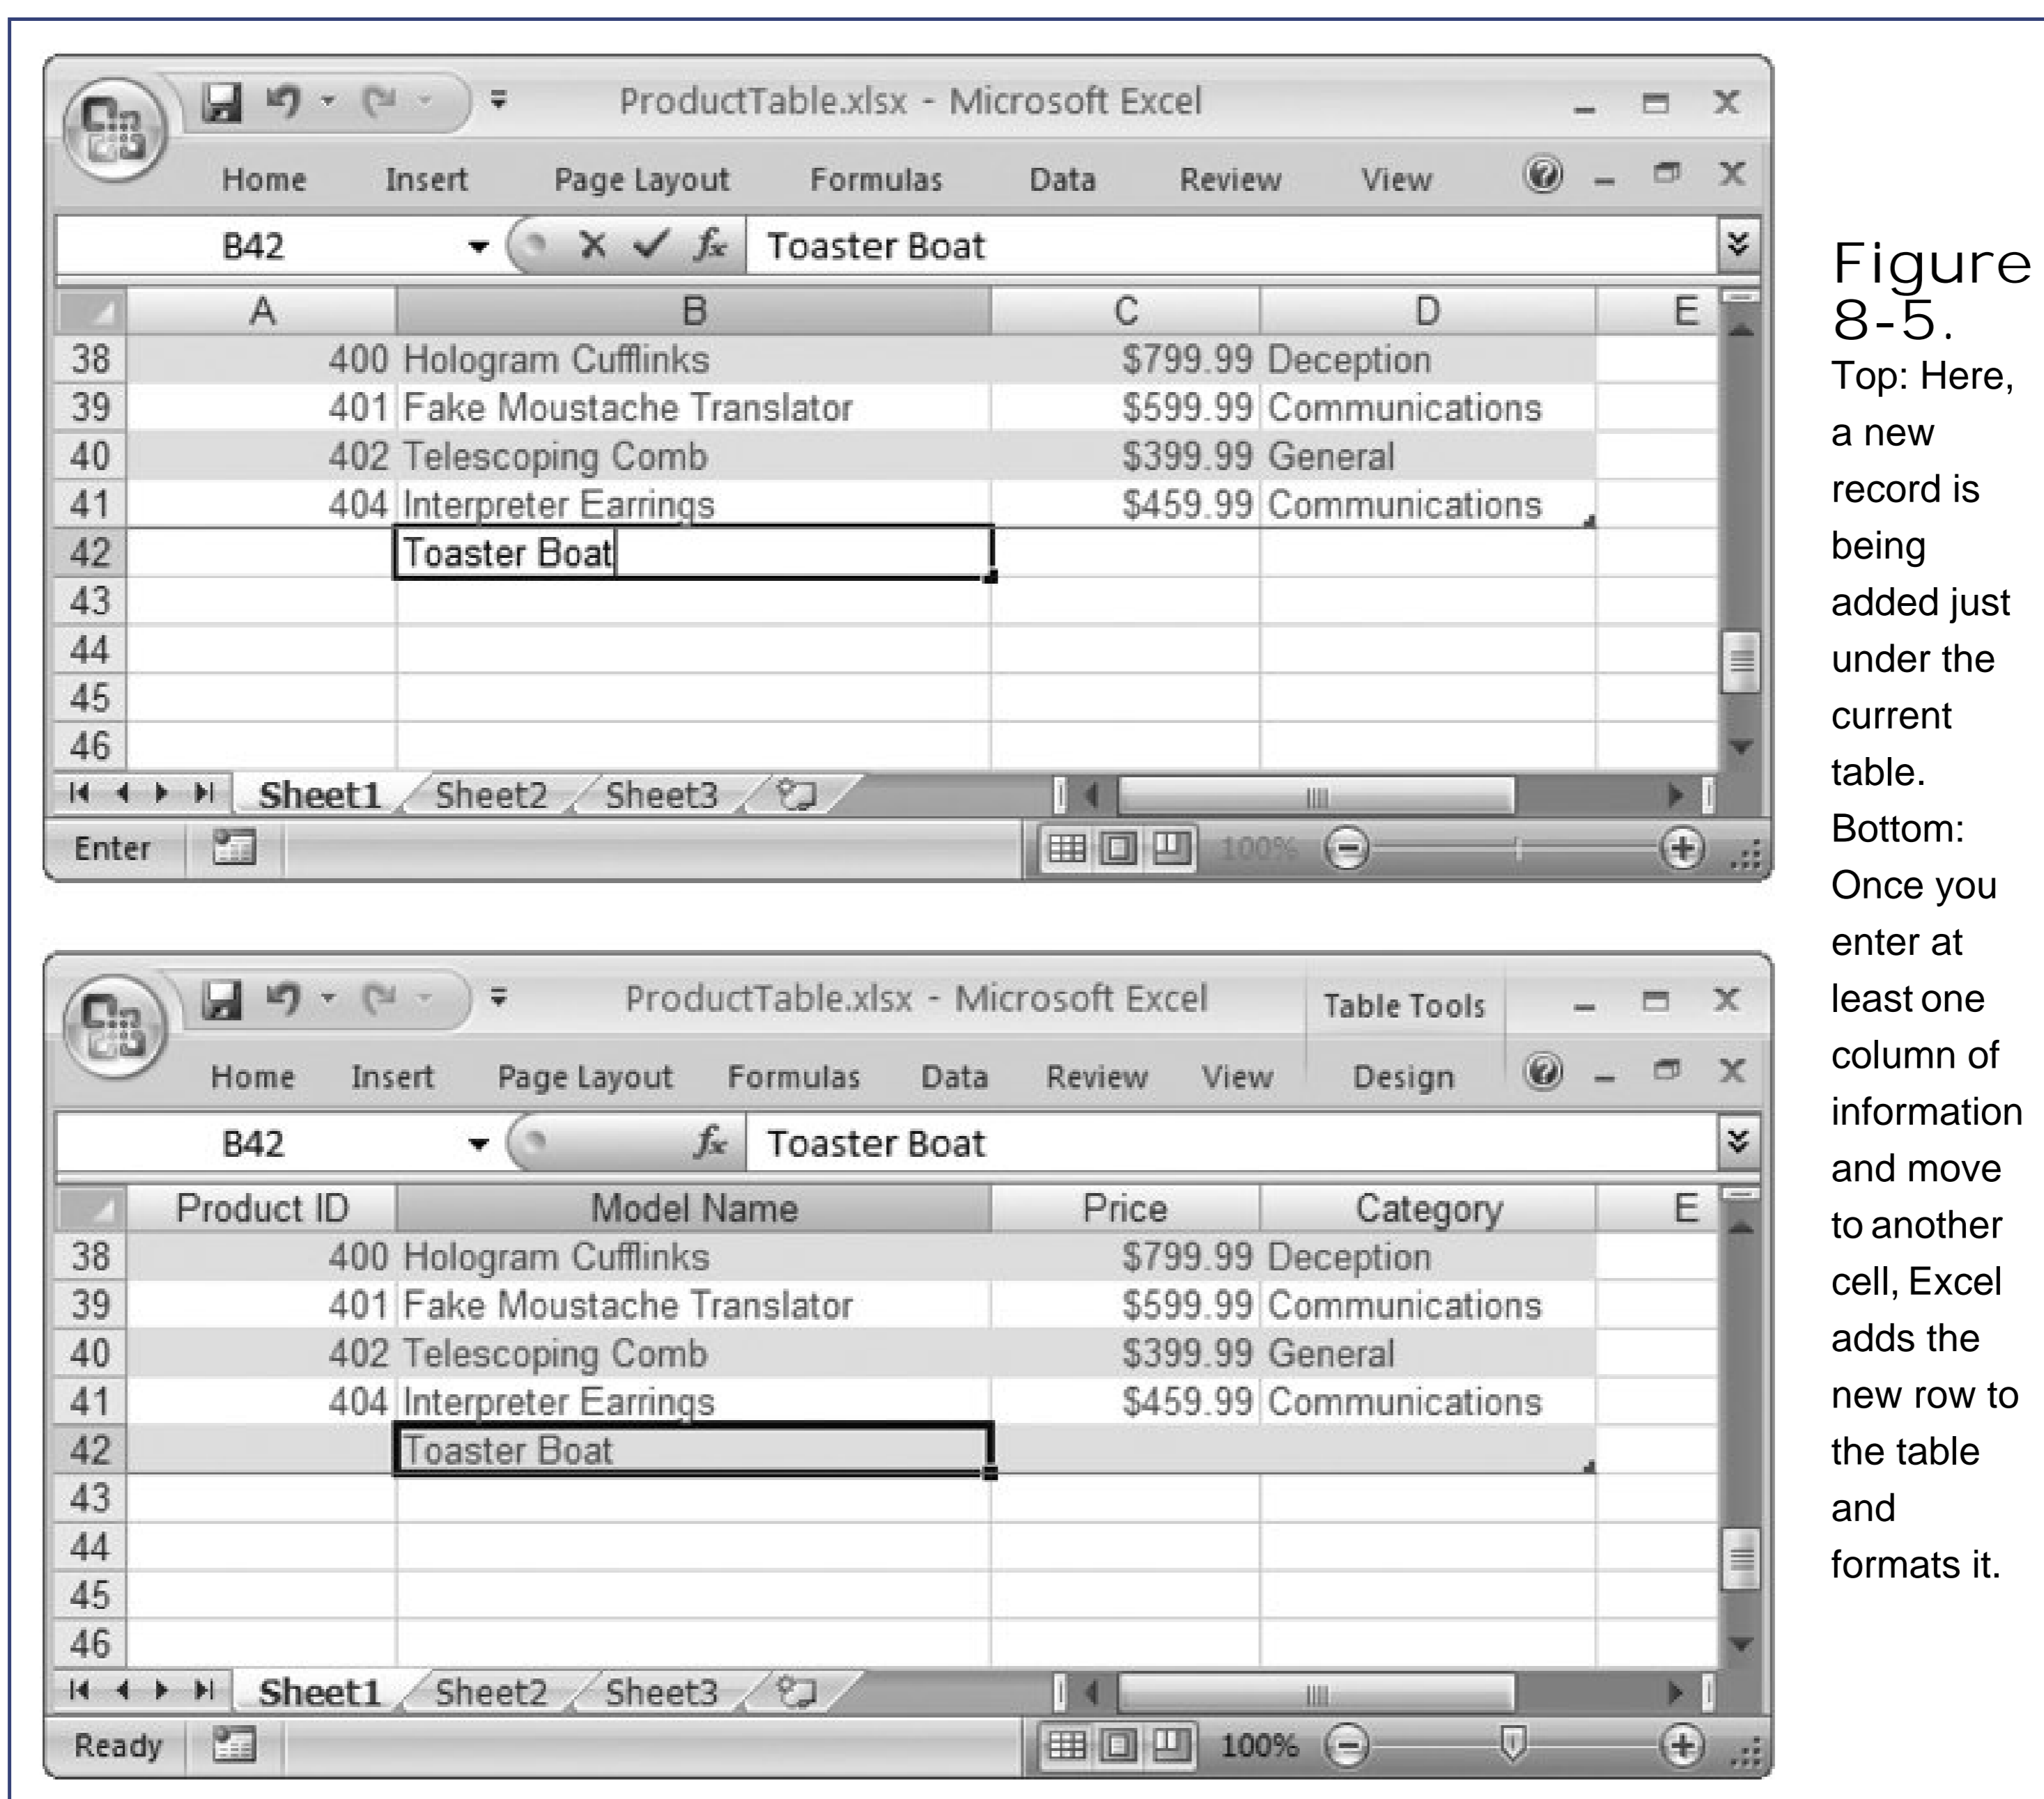 ProductTable.xlsx - Microsoft Excel
Home Insert Page Layout Formulas Data Review View
B42 fx Toaster Boat
A B C D E
38 400 Hologram Cufflinks $799.99 Deception
39 401 Fake Moustache Translator $599.99 Communications
40 402 Telescoping Comb $399.99 General
41 404 Interpreter Earrings $459.99 Communications
42 Toaster Boat
43
44
45
46
Sheet1 Sheet2 Sheet3
Enter 100%
ProductTable.xlsx - Microsoft Excel Table Tools
Home Insert Page Layout Formulas Data Review View Design
B42 fx Toaster Boat
Product ID Model Name Price Category E
38 400 Hologram Cufflinks $799.99 Deception
39 401 Fake Moustache Translator $599.99 Communications
40 402 Telescoping Comb $399.99 General
41 404 Interpreter Earrings $459.99 Communications
42 Toaster Boat
43
44
45
46
Sheet1 Sheet2 Sheet3
Ready 100%
Figure
8-5.
Top: Here,
a new
record is
being
added just
under the
current
table.
Bottom:
Once you
enter at
least one
column of
information
and move
to another
cell, Excel
adds the
new row to
the table
and
formats it.